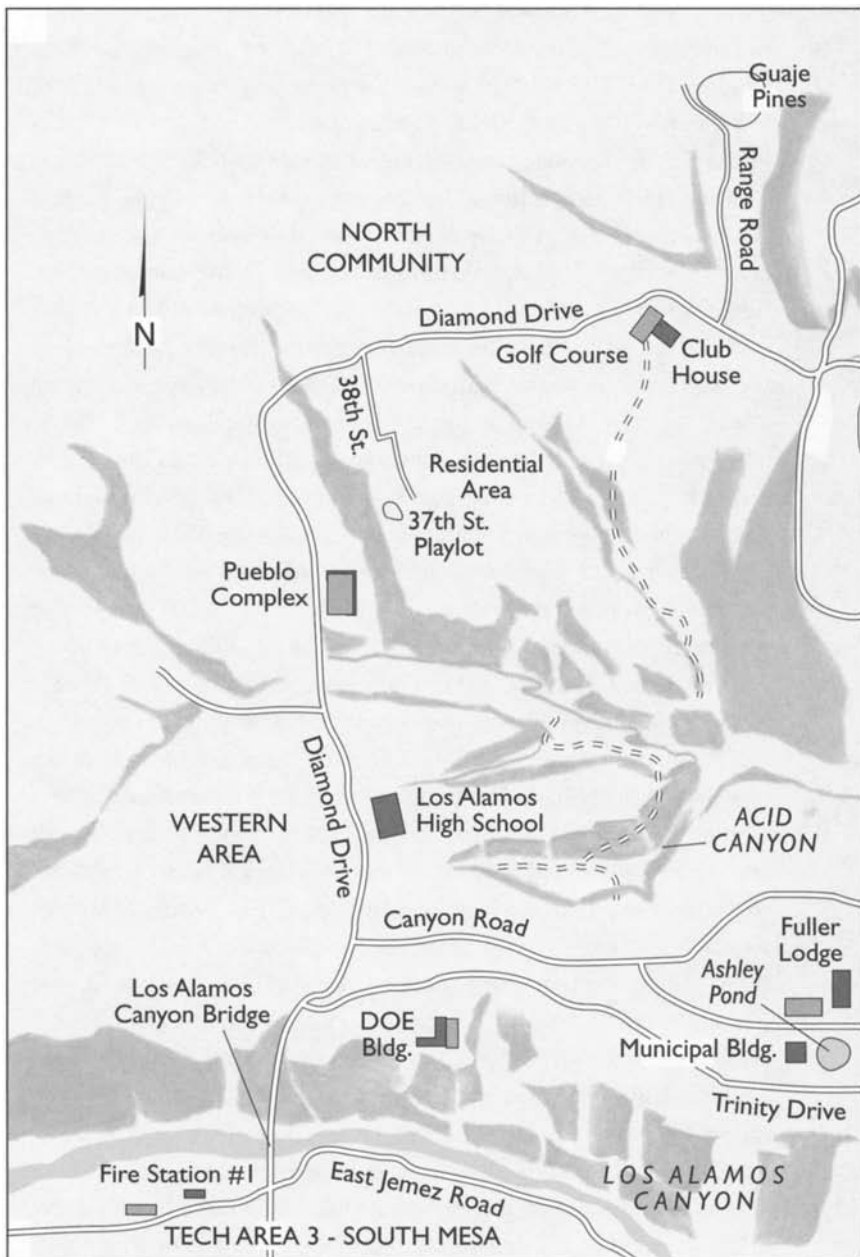 Guaje
Pines
Range Road
NORTH
COMMUNITY
N
Diamond Drive
Golf Course
Club
House
38th St.
Residential
Area
37th St.
Playlot
Pueblo
Complex
Diamond Drive
Los Alamos
High School
WESTERN
AREA
ACID
CANYON
Canyon Road
Fuller
Lodge
Ashley
Pond
Los Alamos
Canyon Bridge
DOE
Bldg.
Municipal Bldg.
Trinity Drive
Fire Station #1
East Jemez Road
LOS ALAMOS
CANYON
TECH AREA 3 - SOUTH MESA